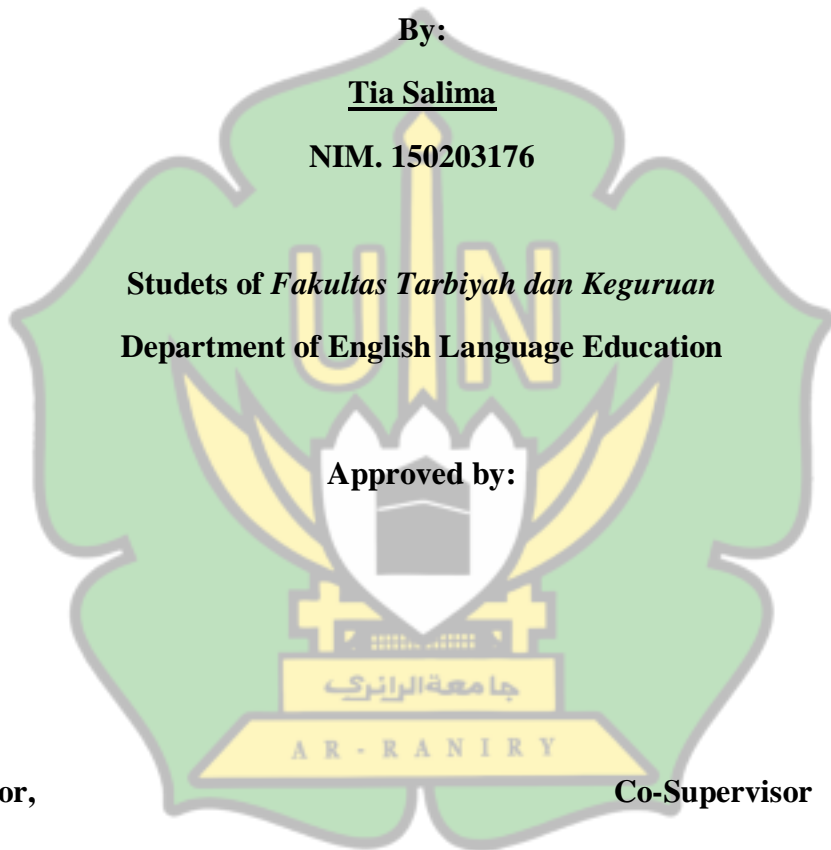 By:
Tia Salima
NIM. 150203176
UIN
Studets of Fakultas Tarbiyah dan Keguruan
Department of English Language Education
Approved by:
جامعة الرانري
AR-RANIRY
or, Co-Supervisor